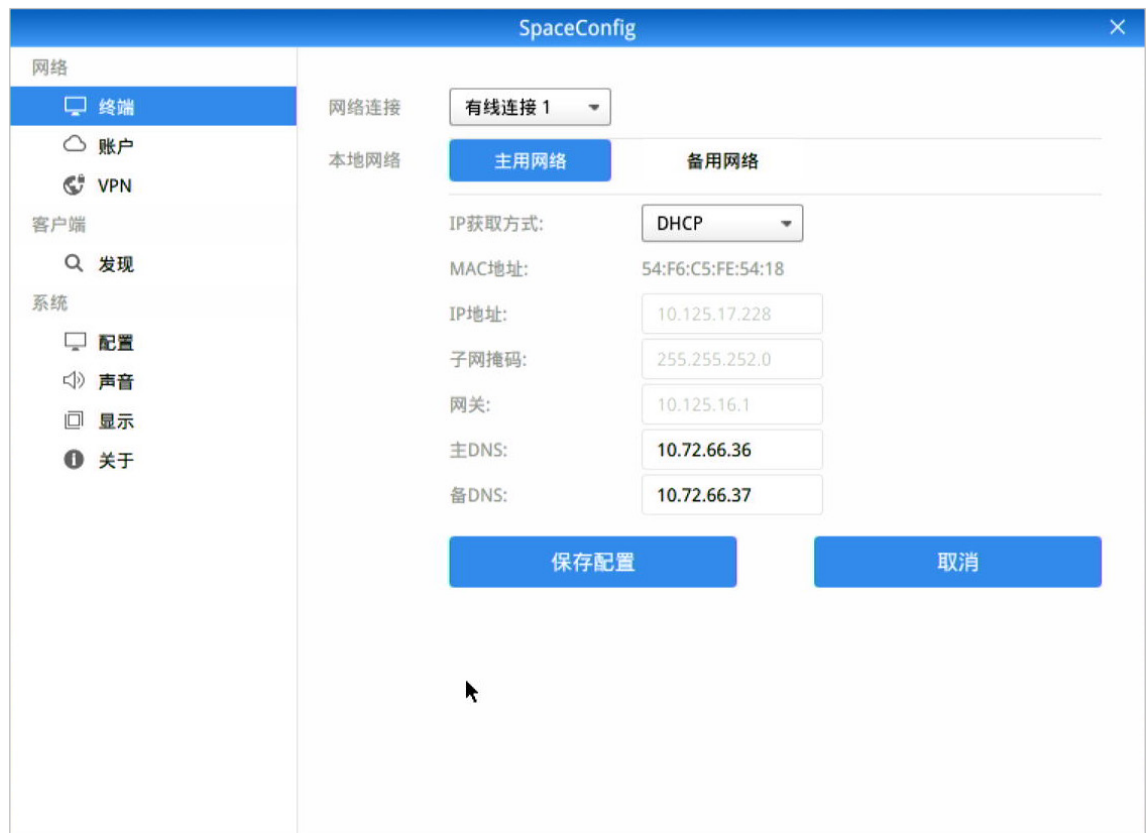 SpaceConfig
网络
终端
账户
VPN
客户端
发现
系统
配置
声音
显示
关于
网络连接 有线连接 1
本地网络 主用网络 备用网络
IP获取方式: DHCP
MAC地址: 54:F6:C5:FE:54:18
IP地址: 10.125.17.228
子网掩码: 255.255.252.0
网关: 10.125.16.1
主DNS: 10.72.66.36
备DNS: 10.72.66.37
保存配置 取消